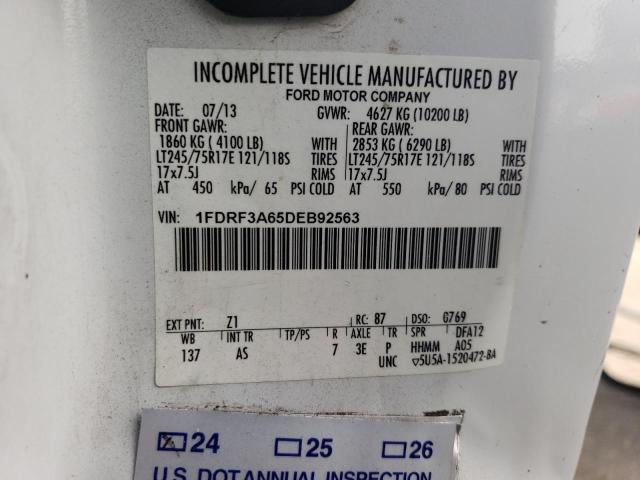 INCOMPLETE VEHICLE MANUFACTURED BY
FORD MOTOR COMPANY
DATE: 07/13 GVWR: 4627 KG (10200 LB)
FRONT GAWR: REAR GAWR:
1860 KG ( 4100 LB) WITH 2853 KG ( 6290 LB) WITH
LT245/75R17E 121/118S TIRES LT245/75R17E 121/118S TIRES
17x7.5J RIMS 17x7.5J RIMS
AT 450 kPa/ 65 PSI COLD AT 550 kPa/ 80 PSI COLD
VIN: 1FDRF3A65DEB92563
EXT PNT: Z1 RC: 87 DSO: G769
WB INT TR TP/PS R AXLE TR SPR DFA12
137 AS 7 3E P HHMM A05
UNC ▽5U5A-1520472-BA
24 25 26
U.S. DOT ANNUAL INSPECTION